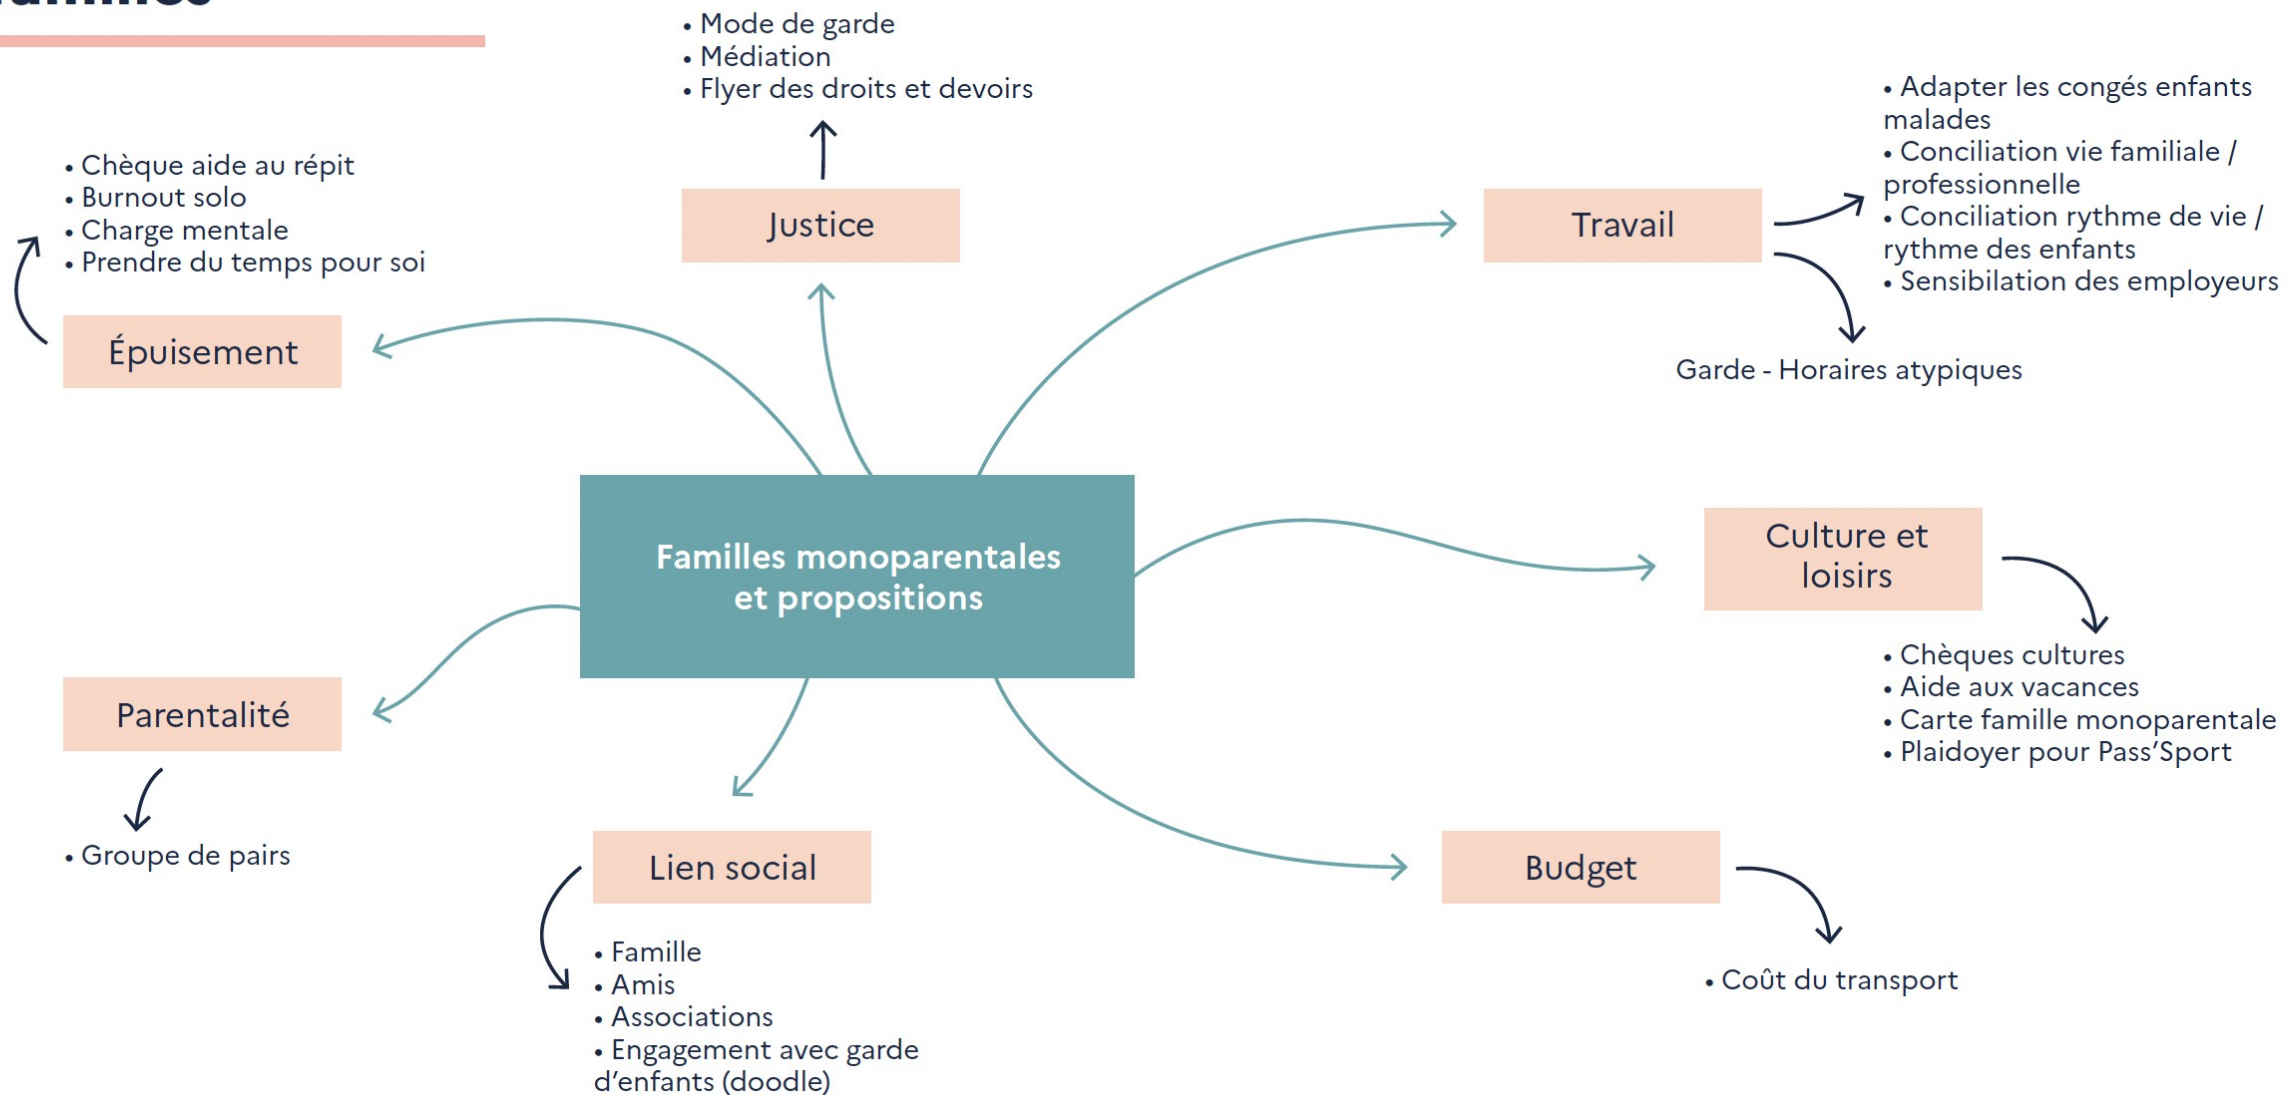 • Mode de garde
• Médiation
• Flyer des droits et devoirs
Justice
• Adapter les congés enfants
malades
• Conciliation vie familiale /
professionnelle
• Conciliation rythme de vie /
rythme des enfants
• Sensibilation des employeurs
Travail
Garde - Horaires atypiques
• Chèque aide au répit
• Burnout solo
• Charge mentale
• Prendre du temps pour soi
Épuisement
Familles monoparentales
et propositions
Culture et
loisirs
• Chèques cultures
• Aide aux vacances
• Carte famille monoparentale
• Plaidoyer pour Pass’Sport
Parentalité
• Groupe de pairs
Lien social
• Famille
• Amis
• Associations
• Engagement avec garde
d’enfants (doodle)
Budget
• Coût du transport